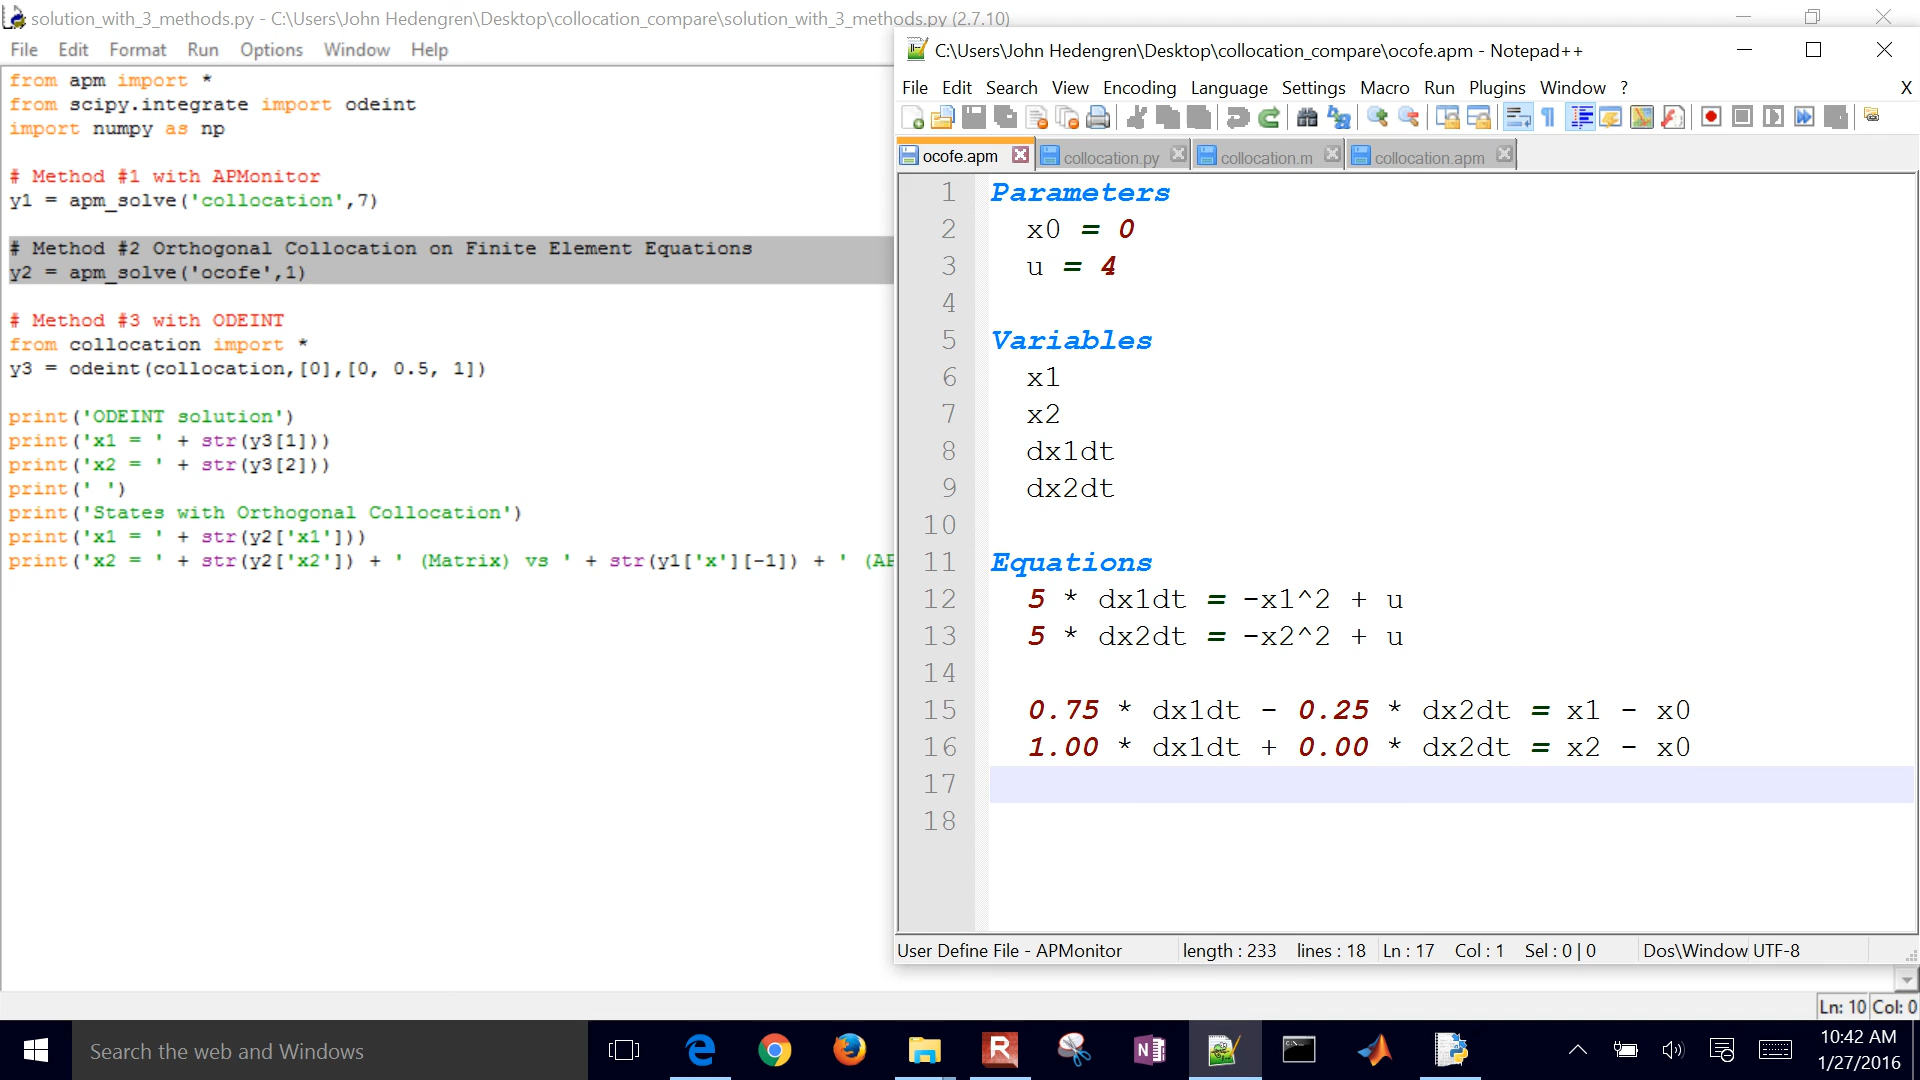 solution_with_3_methods.py - C:\Users\John Hedengren\Desktop\collocation_compare\solution_with_3_methods.py (2.7.10)
File Edit Format Run Options Window Help
from apm import *
from scipy.integrate import odeint
import numpy as np
# Method #1 with APMonitor
y1 = apm_solve('collocation',7)
# Method #2 Orthogonal Collocation on Finite Element Equations
y2 = apm_solve('ocofe',1)
# Method #3 with ODEINT
from collocation import *
y3 = odeint(collocation,[0],[0, 0.5, 1])
print('ODEINT solution')
print('x1 = ' + str(y3[1]))
print('x2 = ' + str(y3[2]))
print(' ')
print('States with Orthogonal Collocation')
print('x1 = ' + str(y2['x1']))
print('x2 = ' + str(y2['x2']) + ' (Matrix) vs ' + str(y1['x'][-1]) + ' (AP
C:\Users\John Hedengren\Desktop\collocation_compare\ocofe.apm - Notepad++
File Edit Search View Encoding Language Settings Macro Run Plugins Window ? X
ocofe.apm collocation.py collocation.m collocation.apm
1 Parameters
2 x0 = 0
3 u = 4
4
5 Variables
6 x1
7 x2
8 dx1dt
9 dx2dt
10
11 Equations
12 5 * dx1dt = -x1^2 + u
13 5 * dx2dt = -x2^2 + u
14
15 0.75 * dx1dt - 0.25 * dx2dt = x1 - x0
16 1.00 * dx1dt + 0.00 * dx2dt = x2 - x0
17
18
User Define File - APMonitor length : 233 lines : 18 Ln : 17 Col : 1 Sel : 0 | 0 Dos\Window UTF-8
Ln: 10 Col: 0
Search the web and Windows
10:42 AM
1/27/2016